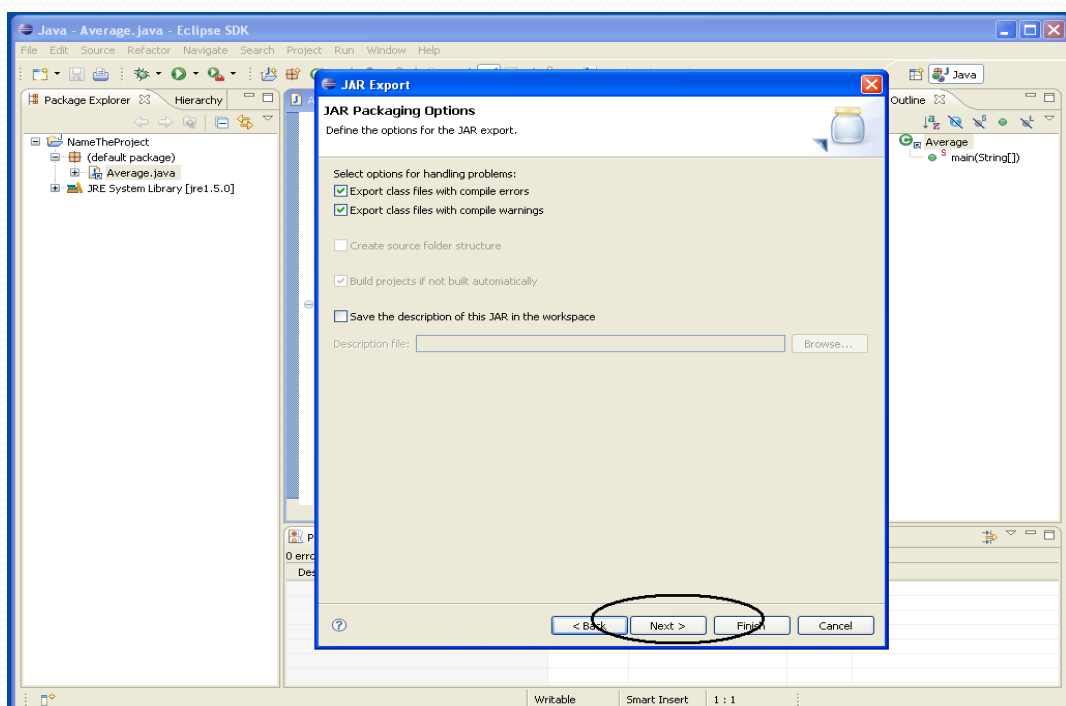 Java - Average.java - Eclipse SDK
File Edit Source Refactor Navigate Search Project Run Window Help
Java
Package Explorer Hierarchy
NameTheProject
(default package)
Average.java
JRE System Library [jre1.5.0]
JAR Export
JAR Packaging Options
Define the options for the JAR export.
Select options for handling problems:
Export class files with compile errors
Export class files with compile warnings
Create source folder structure
Build projects if not built automatically
Save the description of this JAR in the workspace
Description file: Browse...
< Back Next > Finish Cancel
Outline
Average
S main(String[])
P
0 erro
Des
Writable Smart Insert 1 : 1